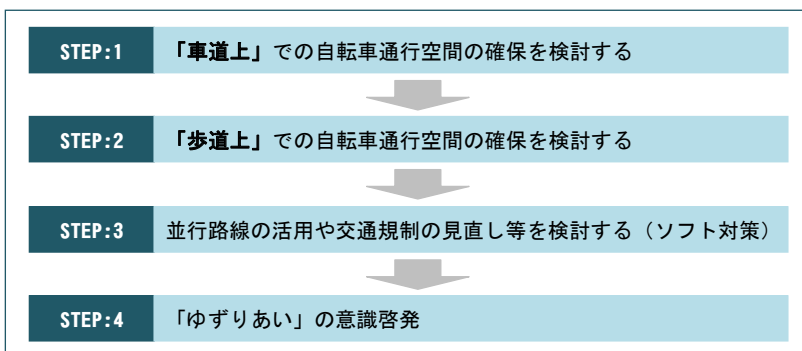 STEP:1 「車道上」での自転車通行空間の確保を検討する
STEP:2 「歩道上」での自転車通行空間の確保を検討する
STEP:3 並行路線の活用や交通規制の見直し等を検討する（ソフト対策）
STEP:4 「ゆずりあい」の意識啓発